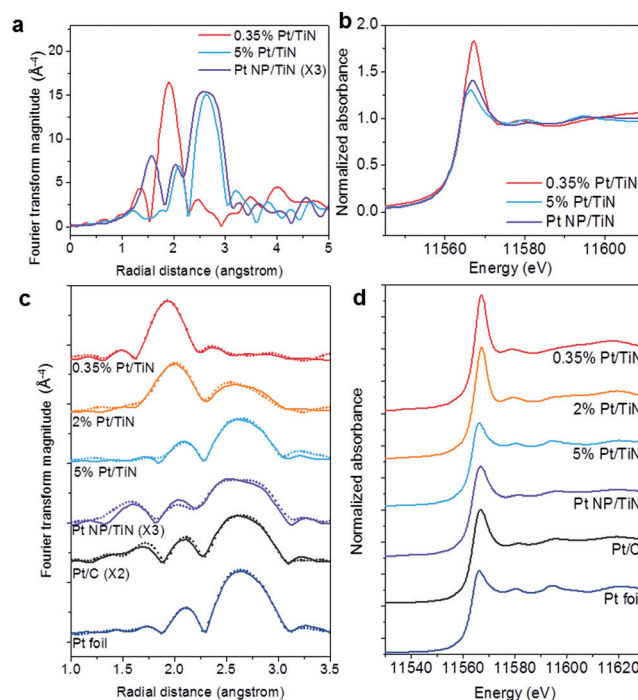 a
0.35% Pt/TiN
5% Pt/TiN
Pt NP/TiN (X3)
Fourier transform magnitude (Å⁻⁴)
25
20
15
10
5
0
0 1 2 3 4 5
Radial distance (angstrom)
b
Normalized absorbance
2.0
1.5
1.0
0.5
0.0
0.35% Pt/TiN
5% Pt/TiN
Pt NP/TiN
11560 11580 11600
Energy (eV)
c
Fourier transform magnitude (Å⁻⁴)
0.35% Pt/TiN
2% Pt/TiN
5% Pt/TiN
Pt NP/TiN (X3)
Pt/C (X2)
Pt foil
1.0 1.5 2.0 2.5 3.0 3.5
Radial distance (angstrom)
d
Normalized absorbance
0.35% Pt/TiN
2% Pt/TiN
5% Pt/TiN
Pt NP/TiN
Pt/C
Pt foil
11540 11560 11580 11600 11620
Energy (eV)